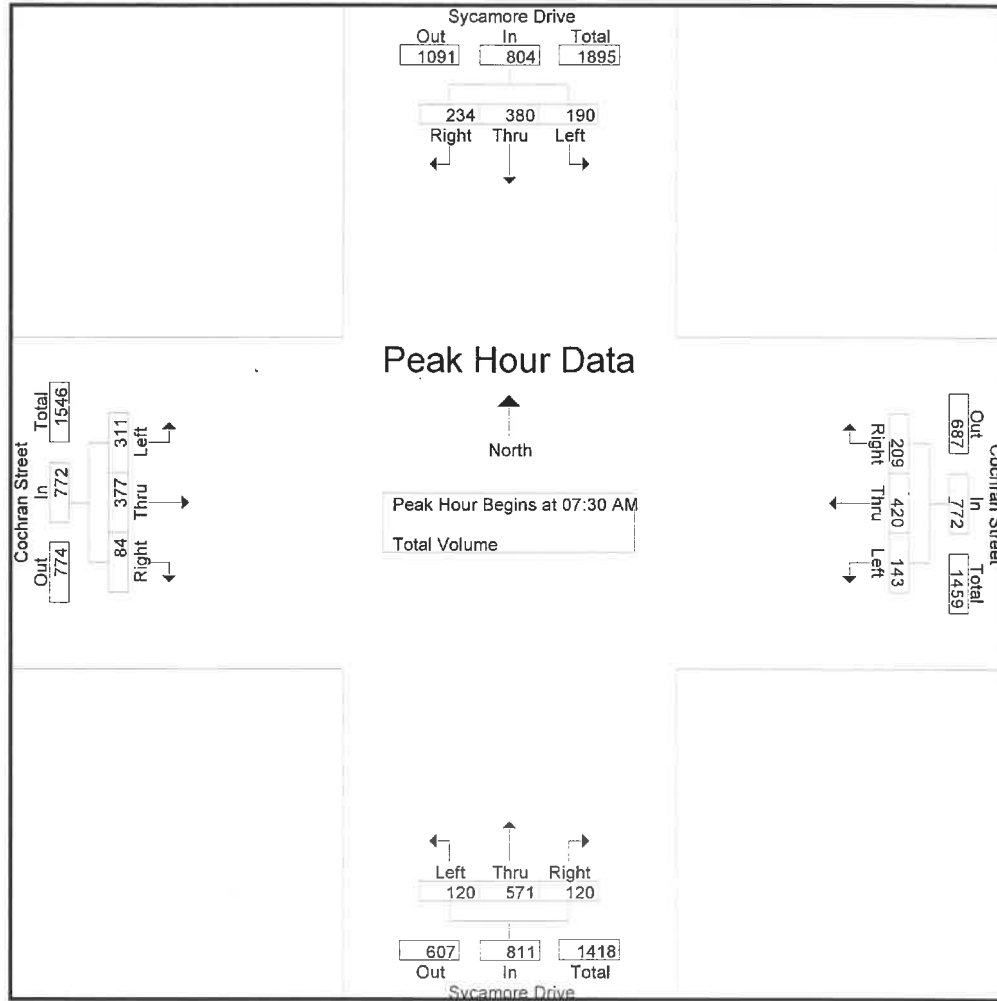 Sycamore Drive
Out In Total
1091 804 1895
234 380 190
Right Thru Left
Peak Hour Data
North
Peak Hour Begins at 07:30 AM
Total Volume
Cochran Street
Total In Out
1546 772 774
311 377 84
Left Thru Right
Right Thru Left
209 420 143
Out In Total
687 772 1459
Cochran Street
Left Thru Right
120 571 120
607 811 1418
Out In Total
Sycamore Drive